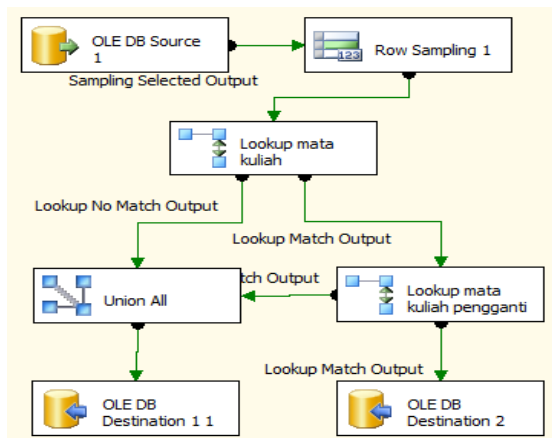 OLE DB Source
1
Row Sampling 1
123
Sampling Selected Output
Lookup mata
kuliah
Lookup No Match Output
Lookup Match Output
Output
Union All
Lookup mata
kuliah pengganti
Lookup Match Output
OLE DB
Destination 1 1
OLE DB
Destination 2